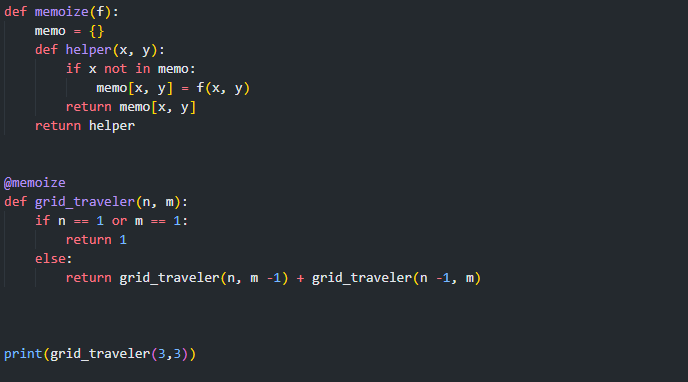 def memoize(f):
    memo = {}
    def helper(x, y):
        if x not in memo:
            memo[x, y] = f(x, y)
        return memo[x, y]
    return helper
@memoize
def grid_traveler(n, m):
    if n == 1 or m == 1:
        return 1
    else:
        return grid_traveler(n, m -1) + grid_traveler(n -1, m)
print(grid_traveler(3,3))